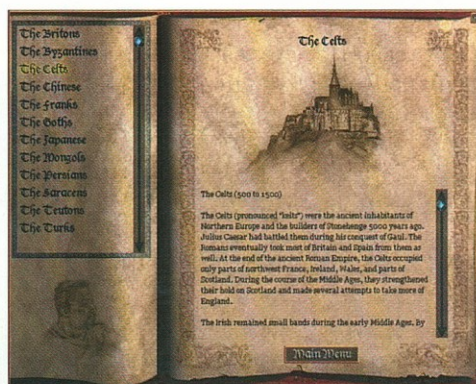 The Britons
The Byzantines
The Celts
The Chinese
The Franks
The Goths
The Japanese
The Mongols
The Persians
The Saracens
The Teutons
The Turks
The Celts
The Celts (500 to 1500)
The Celts (pronounced "kelts") were the ancient inhabitants of
Northern Europe and the builders of Stonehenge 5000 years ago.
Julius Caesar had battled them during his conquest of Gaul. The
Romans eventually took most of Britain and Spain from them as
well. At the end of the ancient Roman Empire, the Celts occupied
only parts of northwest France, Ireland, Wales, and parts of
Scotland. During the course of the Middle Ages, they strengthened
their hold on Scotland and made several attempts to take more of
England.
The Irish remained small bands during the early Middle Ages. By
Main Menu